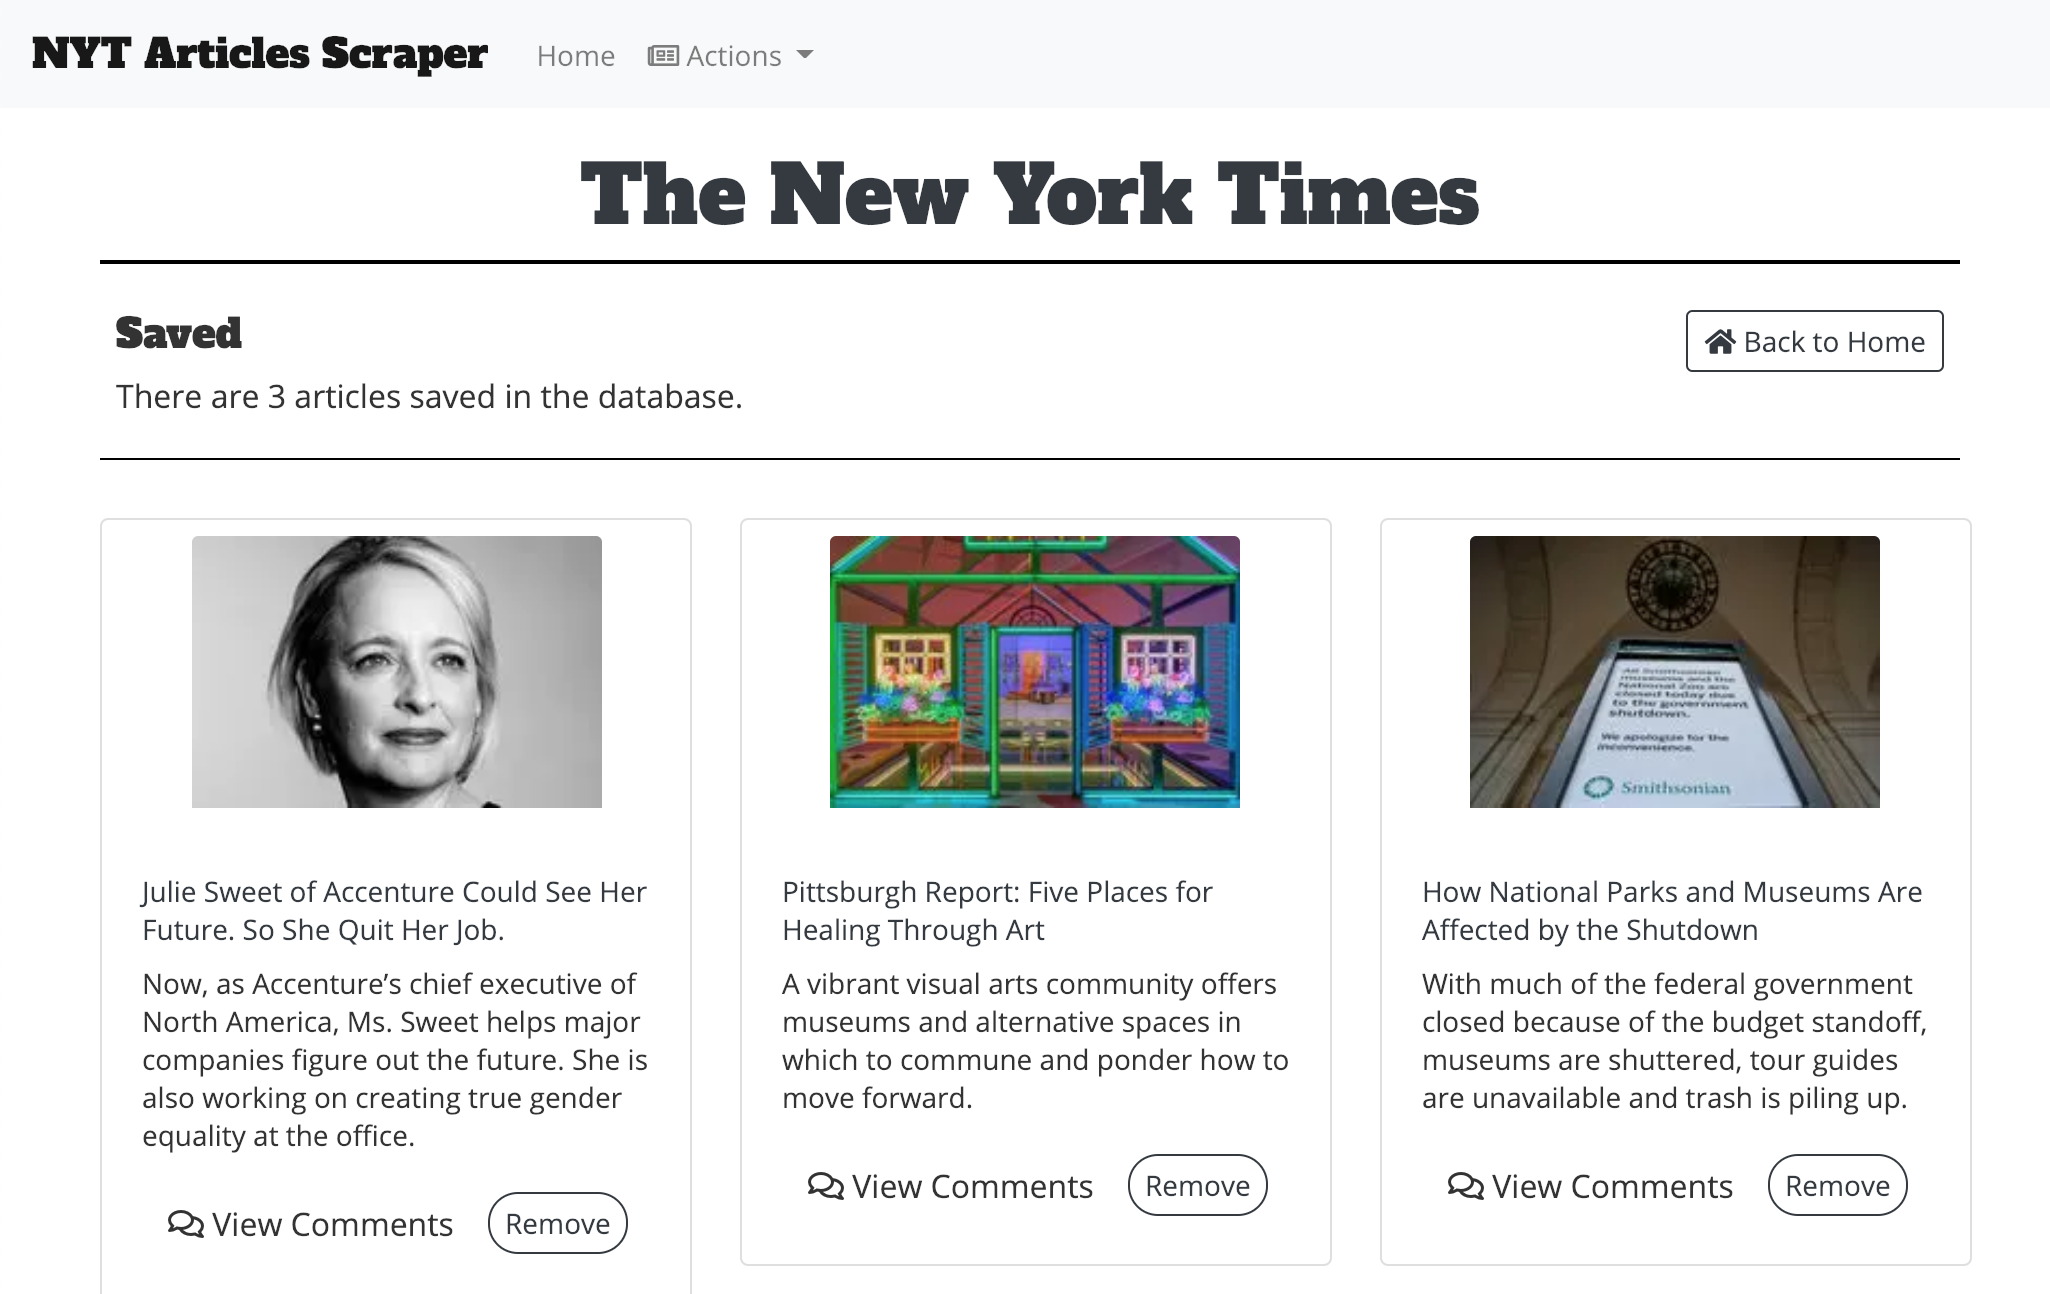 NYT Articles Scraper
Home
Actions
The New York Times
Saved
Back to Home
There are 3 articles saved in the database.
All Smithsonian
museums and the
National Zoo are
closed today due
to the government
shutdown.
We apologize for the
inconvenience.
Smithsonian
Julie Sweet of Accenture Could See Her
Future. So She Quit Her Job.
Now, as Accenture’s chief executive of
North America, Ms. Sweet helps major
companies figure out the future. She is
also working on creating true gender
equality at the office.
View Comments
Remove
Pittsburgh Report: Five Places for
Healing Through Art
A vibrant visual arts community offers
museums and alternative spaces in
which to commune and ponder how to
move forward.
View Comments
Remove
How National Parks and Museums Are
Affected by the Shutdown
With much of the federal government
closed because of the budget standoff,
museums are shuttered, tour guides
are unavailable and trash is piling up.
View Comments
Remove